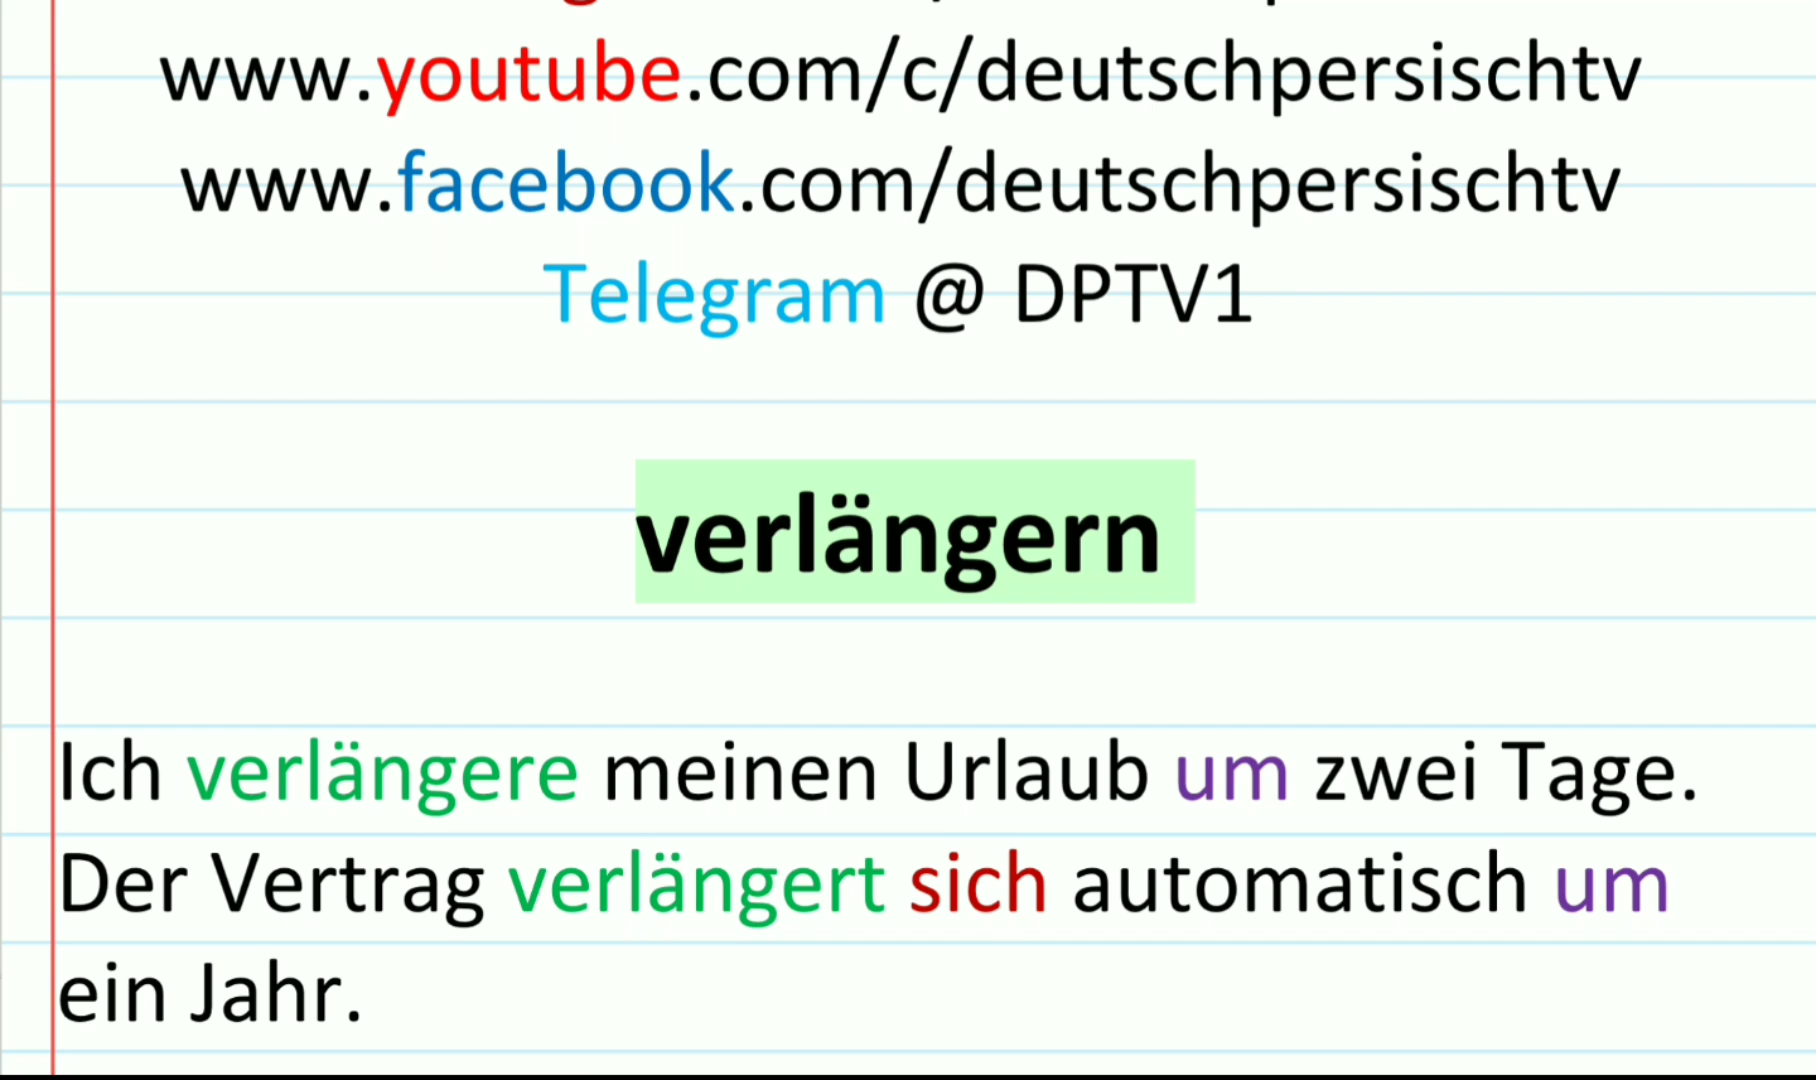 www.youtube.com/c/deutschpersischtv
www.facebook.com/deutschpersischtv
Telegram @ DPTV1
verlängern
Ich verlängere meinen Urlaub um zwei Tage.
Der Vertrag verlängert sich automatisch um
ein Jahr.